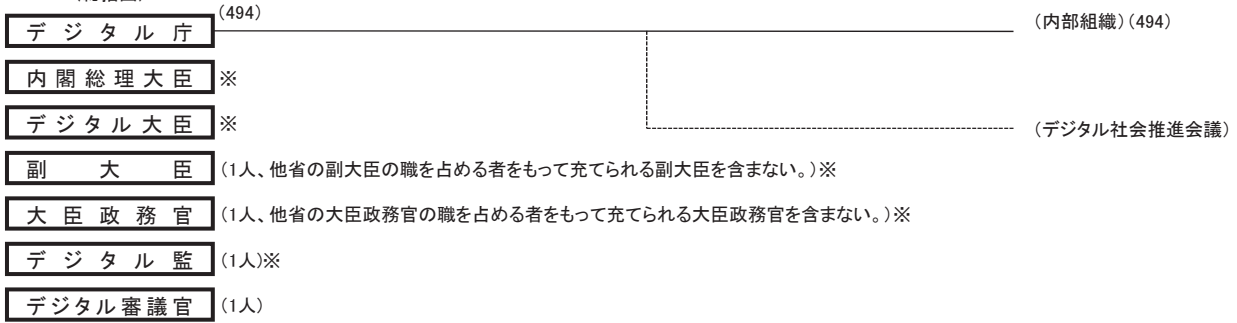 デジタル庁 (494) (内部組織)(494)
内閣総理大臣 ※
デジタル大臣 ※ (デジタル社会推進会議)
副大臣 (1人、他省の副大臣の職を占める者をもって充てられる副大臣を含まない。)※
大臣政務官 (1人、他省の大臣政務官の職を占める者をもって充てられる大臣政務官を含まない。)※
デジタル監 (1人)※
デジタル審議官 (1人)